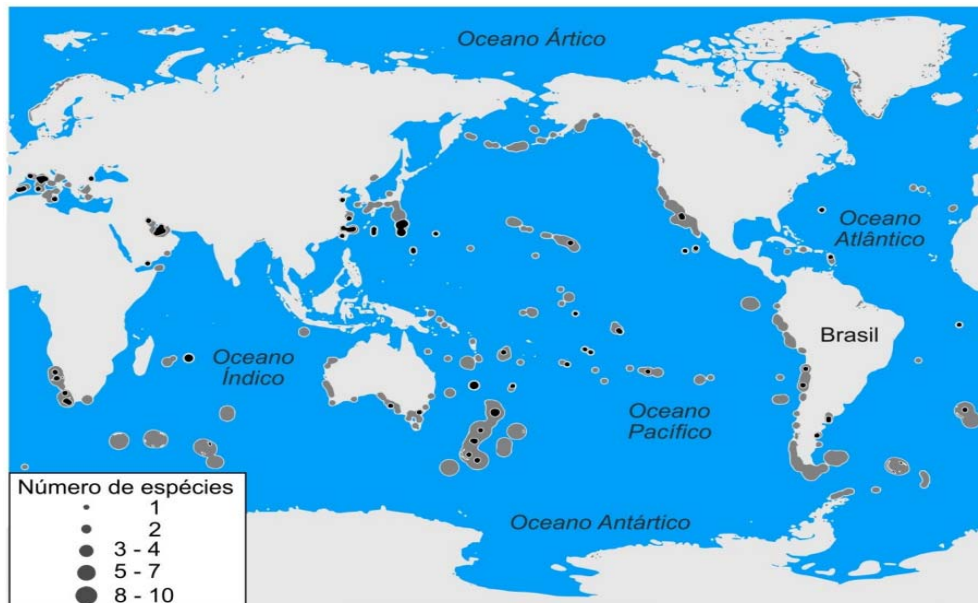 Oceano Ártico
Oceano
Atlântico
Brasil
Oceano
Índico
Oceano
Pacífico
Oceano Antártico
Número de espécies
1
2
3 - 4
5 - 7
8 - 10